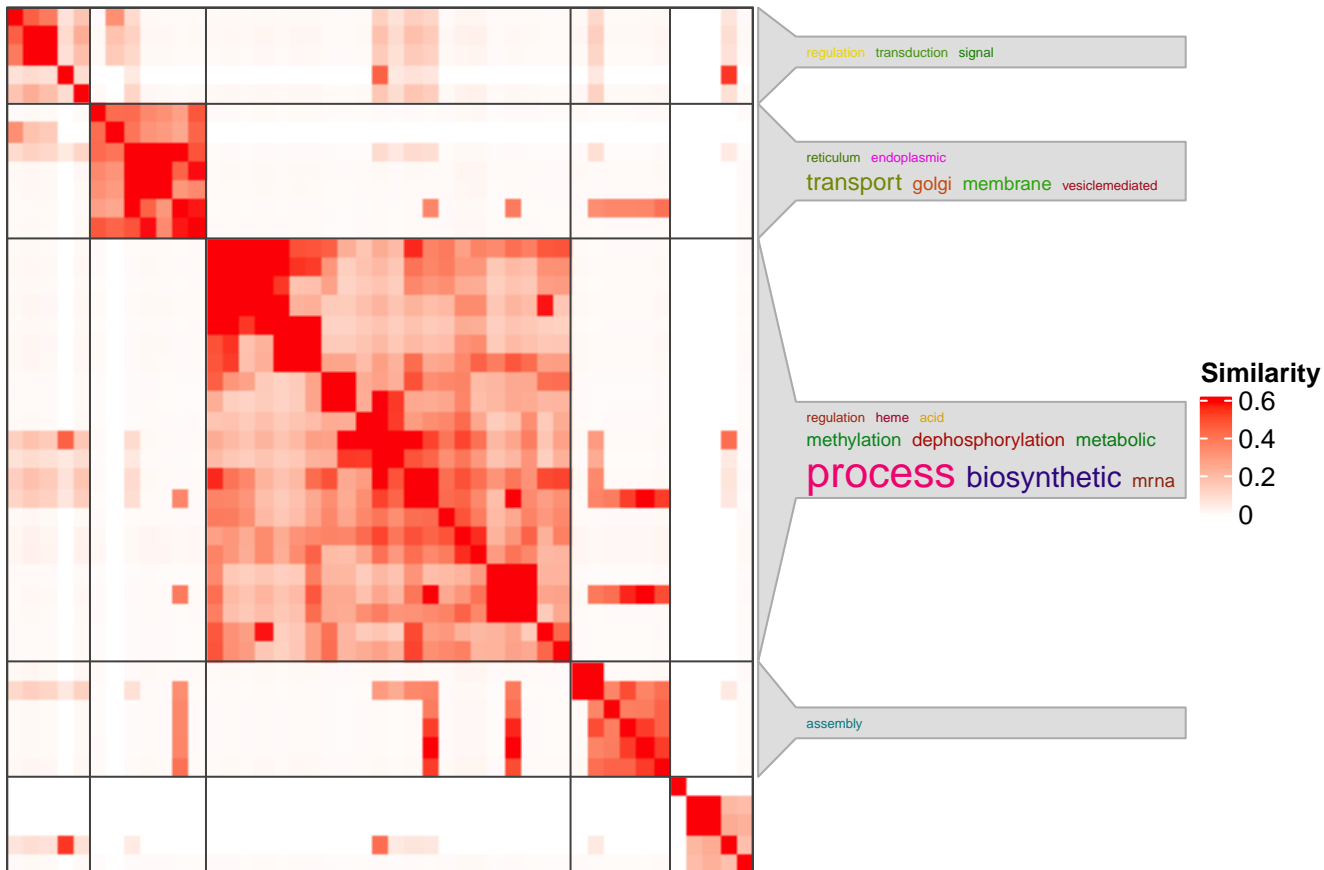 regulation transduction signal
reticulum endoplasmic
transport golgi membrane vesiclemediated
regulation heme acid
methylation dephosphorylation metabolic
process biosynthetic mrna
assembly
Similarity
0.6
0.4
0.2
0